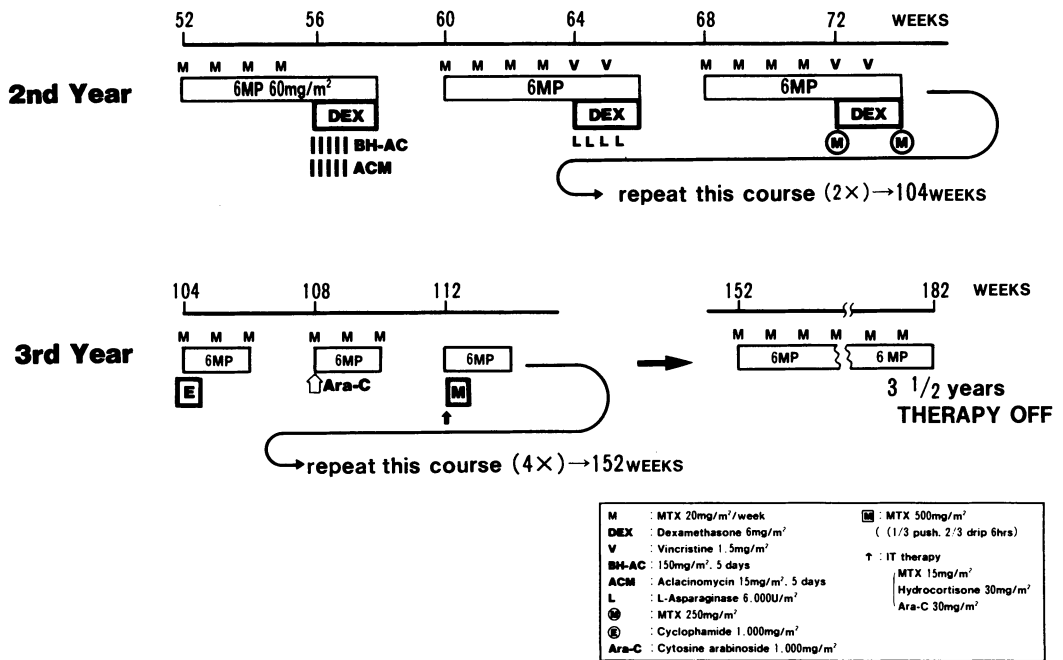 52 56 60 64 68 72 WEEKS
M M M M M M M M V V M M M M V V
2nd Year
6MP 60mg/m² 6MP 6MP
DEX DEX DEX
BH-AC LLLL M M
ACM
repeat this course (2×)→104WEEKS
104 108 112 152 182 WEEKS
M M M M M M M M M M M M
3rd Year
6MP 6MP 6MP 6MP 6 MP
E Ara-C M
3 1/2 years
THERAPY OFF
repeat this course (4×)→152WEEKS
M : MTX 20mg/m²/week
DEX : Dexamethasone 6mg/m²
V : Vincristine 1.5mg/m²
BH-AC : 150mg/m². 5 days
ACM : Aclacinomycin 15mg/m². 5 days
L : L-Asparaginase 6.000U/m²
M : MTX 250mg/m²
E : Cyclophamide 1.000mg/m²
Ara-C : Cytosine arabinoside 1.000mg/m²
M : MTX 500mg/m²
( (1/3 push. 2/3 drip 6hrs)
↑ : IT therapy
MTX 15mg/m²
Hydrocortisone 30mg/m²
Ara-C 30mg/m²